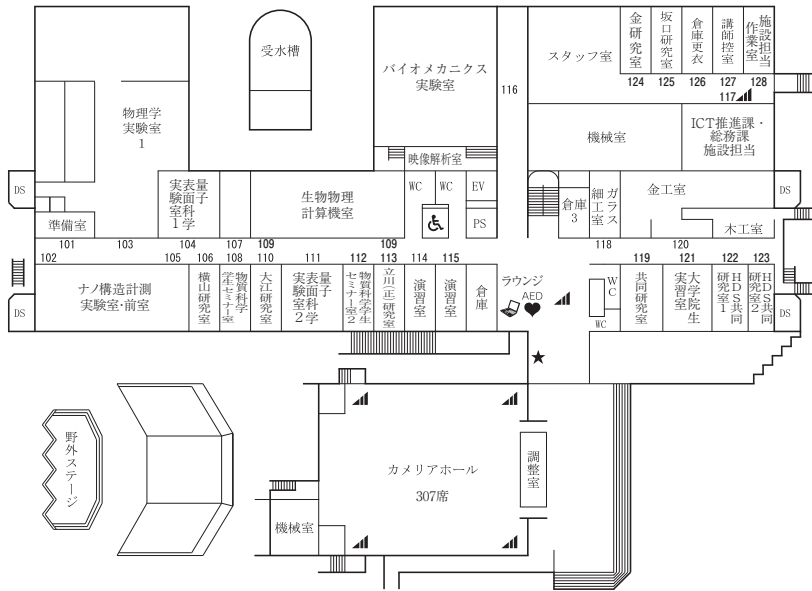 受水槽
バイオメカニクス
実験室
116
スタッフ室
金研究室
坂口研究室
倉庫更衣
講師控室
施設担当
作業室
124
125
126
127
128
117
物理学
実験室
1
機械室
ICT推進課・
総務課
施設担当
映像解析室
DS
準備室
量子
表面科学
実験室1
生物物理
計算機室
WC
WC
EV
PS
倉庫
3
ガラス
細工室
金工室
木工室
DS
101
103
104
107
109
109
118
120
102
105
106
108
110
111
112
113
114
115
119
121
122
123
DS
ナノ構造計測
実験室・前室
横山研究室
物質科学
学生セミナー室
大江研究室
量子
表面科学
実験室2
物質科学学生
セミナー室2
立川(正)研究室
演習室
演習室
倉庫
ラウンジ
AED
WC
WC
共同研究室
大学院生
実習室
HDS共同
研究室1
HDS共同
研究室2
DS
野外ステージ
カメリアホール
307席
調整室
機械室